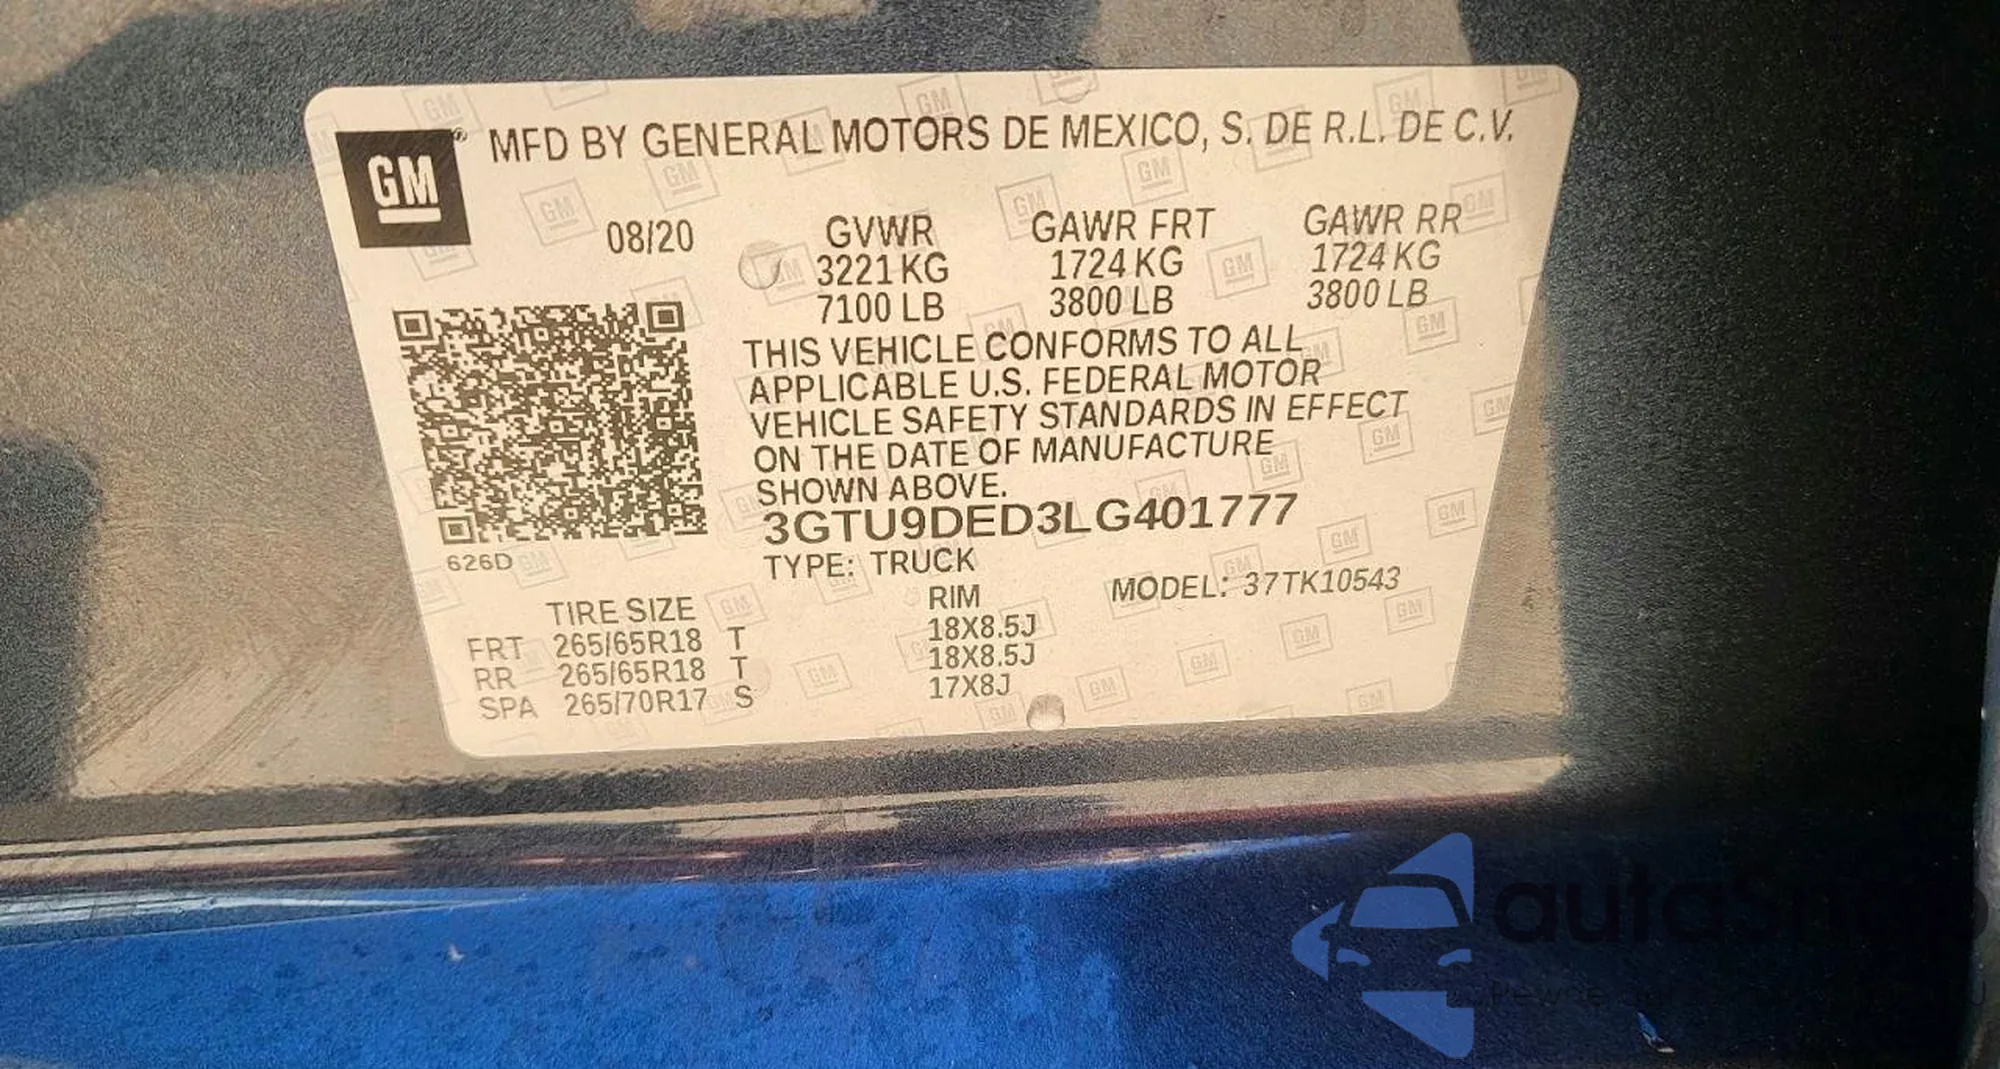 GM® MFD BY GENERAL MOTORS DE MEXICO, S. DE R.L. DE C.V.
08/20 GVWR GAWR FRT GAWR RR
3221 KG 1724 KG 1724 KG
7100 LB 3800 LB 3800 LB
THIS VEHICLE CONFORMS TO ALL
APPLICABLE U.S. FEDERAL MOTOR
VEHICLE SAFETY STANDARDS IN EFFECT
ON THE DATE OF MANUFACTURE
SHOWN ABOVE.
3GTU9DED3LG401777
626D
TYPE: TRUCK MODEL: 37TK10543
TIRE SIZE RIM
FRT 265/65R18 T 18X8.5J
RR 265/65R18 T 18X8.5J
SPA 265/70R17 S 17X8J